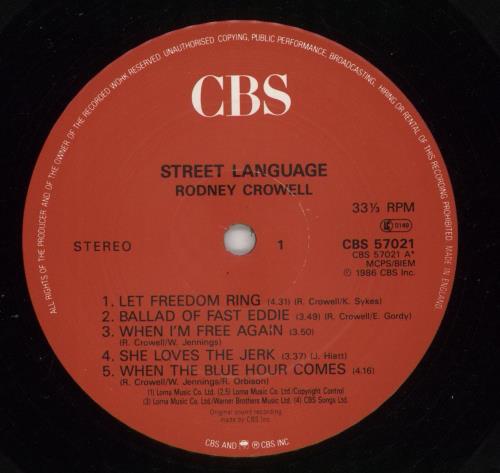 ALL RIGHTS OF THE PRODUCER AND OF THE OWNER OF THE RECORDED WORK RESERVED. UNAUTHORISED COPYING, PUBLIC PERFORMANCE, BROADCASTING, HIRING OR RENTAL OF THIS RECORDING PROHIBITED. MADE IN ENGLAND
CBS
STREET LANGUAGE
RODNEY CROWELL
33⅓ RPM
0149
STEREO 1 CBS 57021
CBS 57021 A*
MCPS/BIEM
℗ 1986 CBS Inc.
1. LET FREEDOM RING (4.31) (R. Crowell/K. Sykes)
2. BALLAD OF FAST EDDIE (3.49) (R. Crowell/E. Gordy)
3. WHEN I'M FREE AGAIN (3.50)
(R. Crowell/W. Jennings)
4. SHE LOVES THE JERK (3.37) (J. Hiatt)
5. WHEN THE BLUE HOUR COMES (4.16)
(R. Crowell/W. Jennings/R. Orbison)
(1) Loma Music Co. Ltd. (2,5) Loma Music Co. Ltd./Copyright Control
(3) Loma Music Co. Ltd./Warner Brothers Music Ltd. (4) CBS Songs Ltd.
Original sound recording
made by CBS Inc.
CBS AND ® CBS INC.